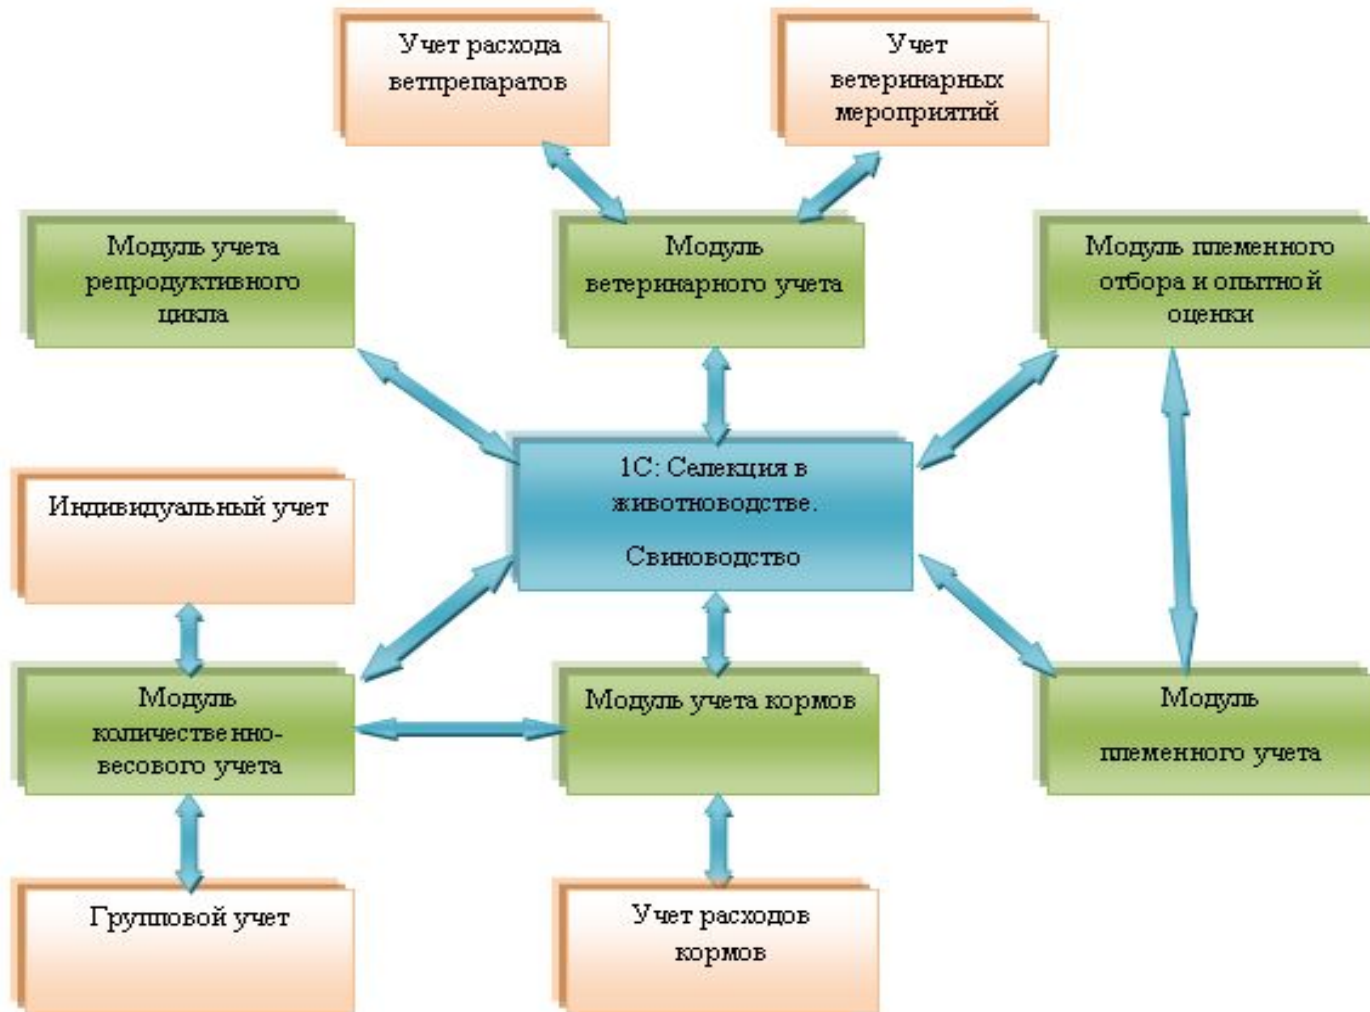 Учет расхода
ветпрепаратов
Учет
ветеринарных
мероприятий
Модуль учета
репродуктивного
цикла
Модуль
ветеринарного учета
Модуль племенного
отбора и опытной
оценки
1С: Селекция в
животноводстве.
Свиноводство
Индивидуальный учет
Модуль
количественно-
весового учета
Модуль учета кормов
Модуль
племенного учета
Групповой учет
Учет расходов
кормов